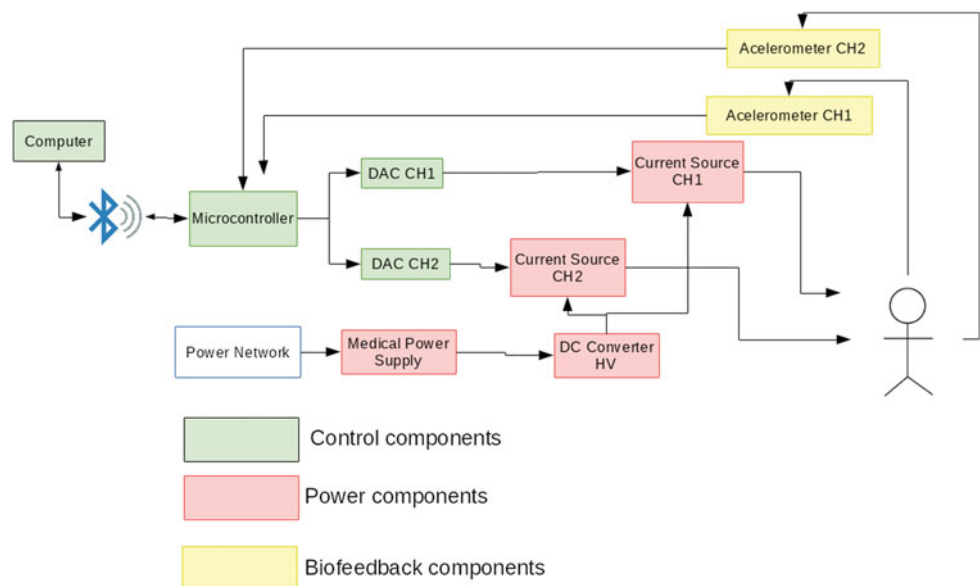 Acelerometer CH2
Acelerometer CH1
Computer
DAC CH1
Current Source
CH1
Microcontroller
DAC CH2
Current Source
CH2
Power Network
Medical Power
Supply
DC Converter
HV
Control components
Power components
Biofeedback components